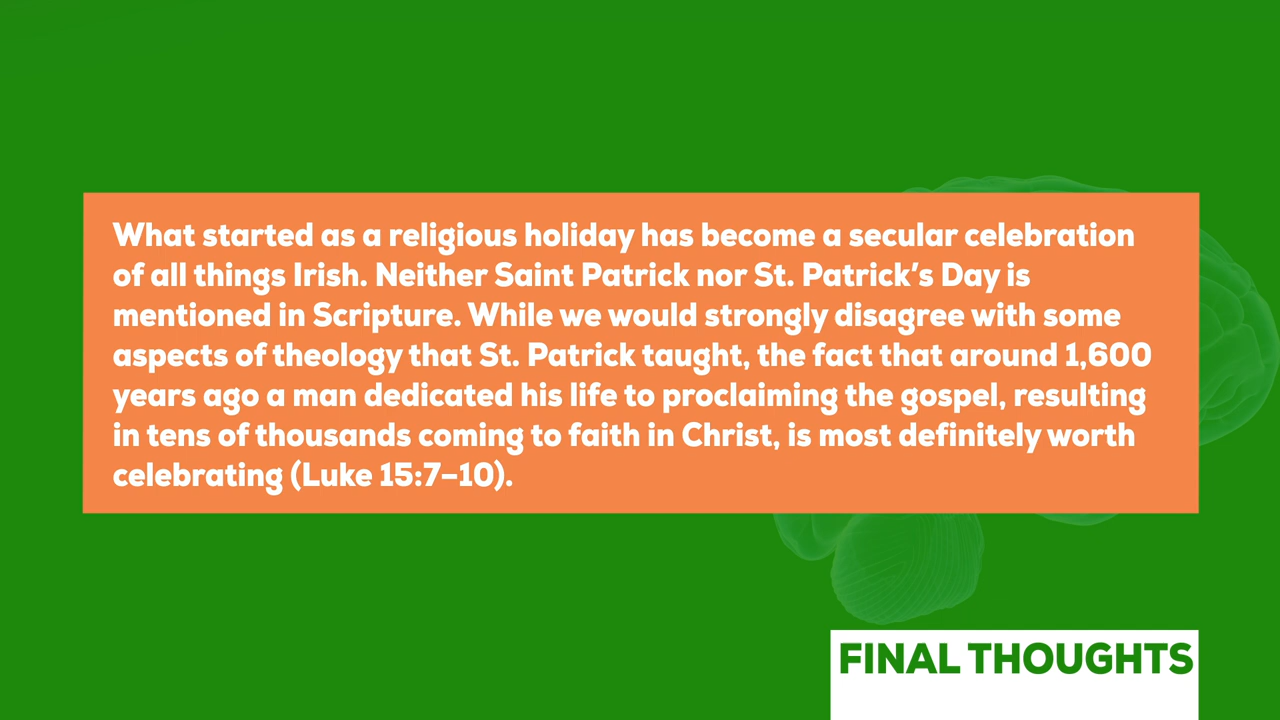 What started as a religious holiday has become a secular celebration
of all things Irish. Neither Saint Patrick nor St. Patrick’s Day is
mentioned in Scripture. While we would strongly disagree with some
aspects of theology that St. Patrick taught, the fact that around 1,600
years ago a man dedicated his life to proclaiming the gospel, resulting
in tens of thousands coming to faith in Christ, is most definitely worth
celebrating (Luke 15:7–10).
FINAL THOUGHTS